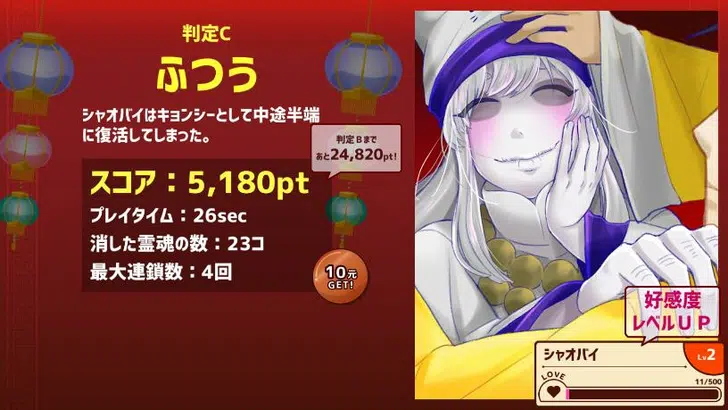 判定C
ふつう
シャオバイはキョンシーとして中途半端
に復活してしまった。
判定Bまで
あと24,820pt!
スコア：5,180pt
プレイタイム：26sec
消した霊魂の数：23コ
最大連鎖数：4回
10元
GET!
好感度
レベルUP
シャオバイ
Lv.2
LOVE
11/500